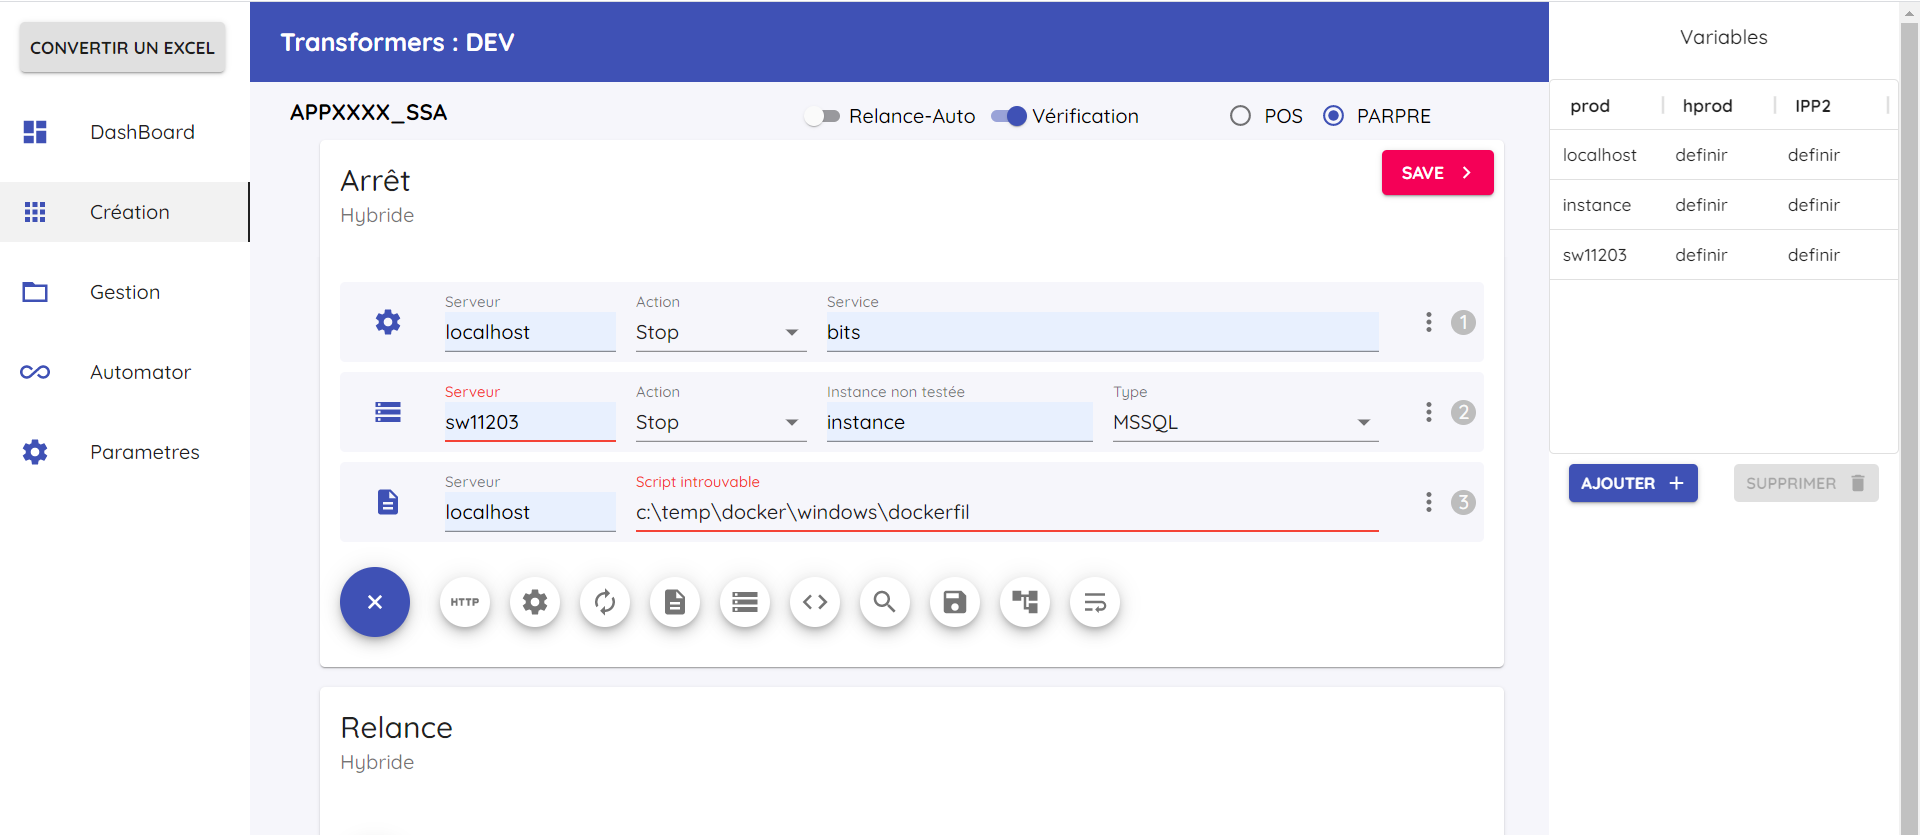 CONVERTIR UN EXCEL
DashBoard
Création
Gestion
Automator
Parametres
Transformers : DEV
APPXXXX_SSA
Relance-Auto Vérification POS PARPRE
Arrêt
Hybride
SAVE
Serveur Action Service
localhost Stop bits
1
Serveur Action Instance non testée Type
sw11203 Stop instance MSSQL
2
Serveur Script introuvable
localhost c:\temp\docker\windows\dockerfil
3
HTTP
Relance
Hybride
Variables
prod hprod IPP2
localhost definir definir
instance definir definir
sw11203 definir definir
AJOUTER SUPPRIMER